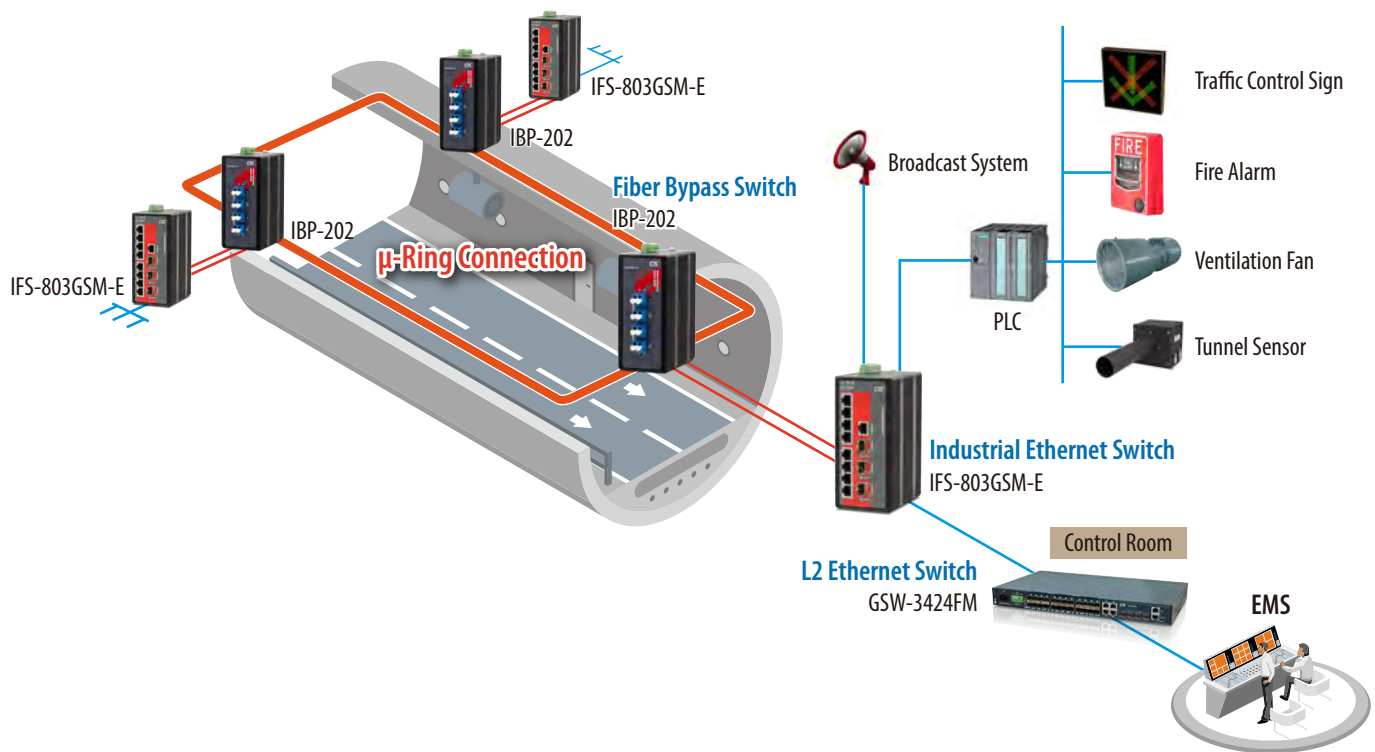 IFS-803GSM-E
IBP-202
Fiber Bypass Switch
IBP-202
IBP-202
μ-Ring Connection
IFS-803GSM-E
Broadcast System
Traffic Control Sign
FIRE
Fire Alarm
Ventilation Fan
PLC
Tunnel Sensor
Industrial Ethernet Switch
IFS-803GSM-E
Control Room
L2 Ethernet Switch
GSW-3424FM
EMS